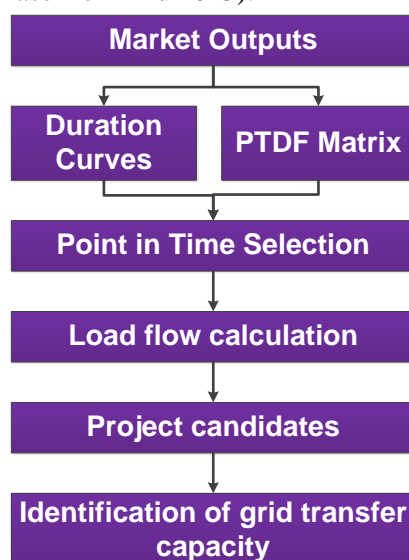 Market Outputs
Duration
Curves
PTDF Matrix
Point in Time Selection
Load flow calculation
Project candidates
Identification of grid transfer
capacity